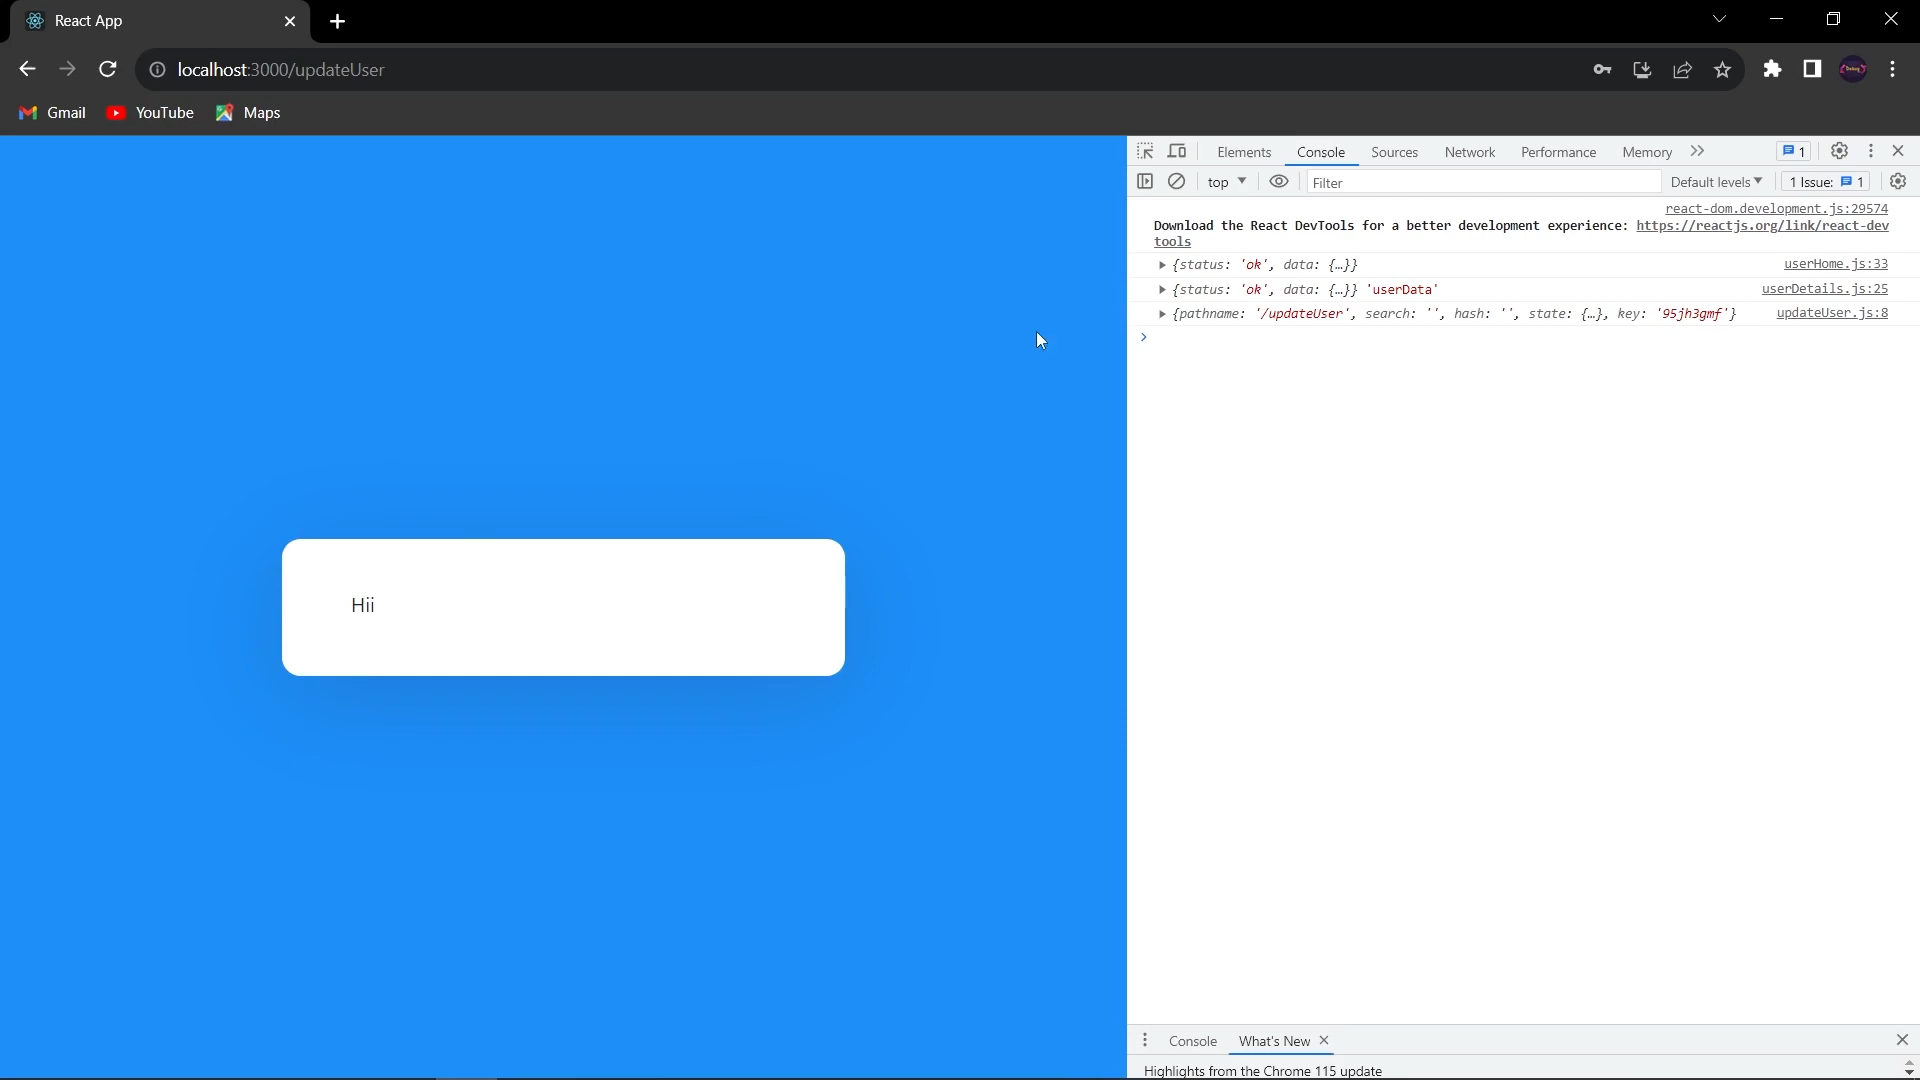 React App
localhost:3000/updateUser
Gmail
YouTube
Maps
Elements
Console
Sources
Network
Performance
Memory
1
top
Filter
Default levels
1 Issue: 1
react-dom.development.js:29574
Download the React DevTools for a better development experience: https://reactjs.org/link/react-dev
tools
{status: 'ok', data: {…}} userHome.js:33
{status: 'ok', data: {…}} 'userData' userDetails.js:25
{pathname: '/updateUser', search: '', hash: '', state: {…}, key: '95jh3gmf'} updateUser.js:8
Hii
Console
What's New
Highlights from the Chrome 115 update